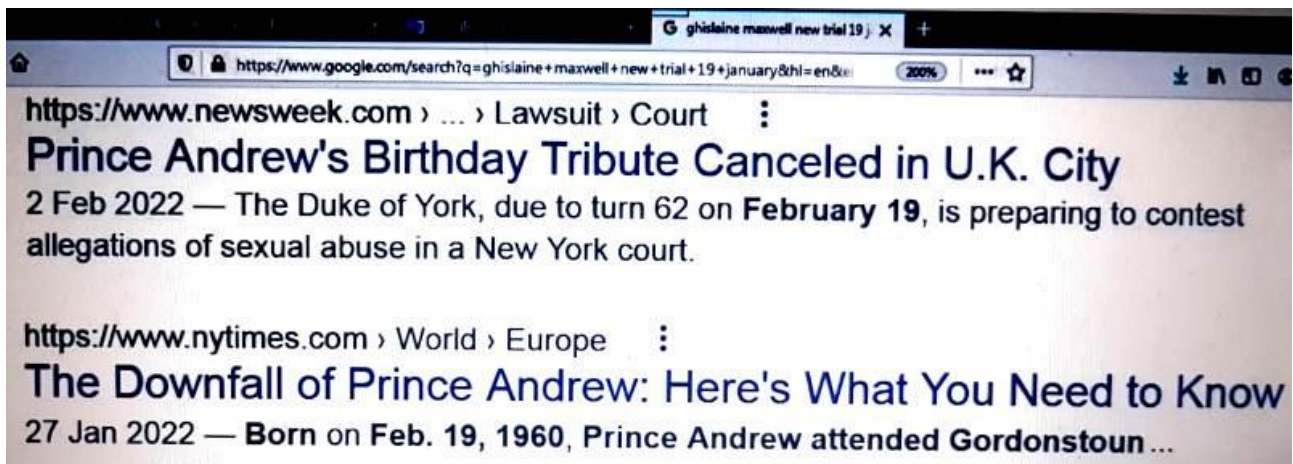 G ghislaine maxwell new trial 19 j
https://www.google.com/search?q=ghislaine+maxwell+new+trial+19+january&hl=en&ei 200%
https://www.newsweek.com › ... › Lawsuit › Court
Prince Andrew's Birthday Tribute Canceled in U.K. City
2 Feb 2022 — The Duke of York, due to turn 62 on February 19, is preparing to contest
allegations of sexual abuse in a New York court.
https://www.nytimes.com › World › Europe
The Downfall of Prince Andrew: Here's What You Need to Know
27 Jan 2022 — Born on Feb. 19, 1960, Prince Andrew attended Gordonstoun ...